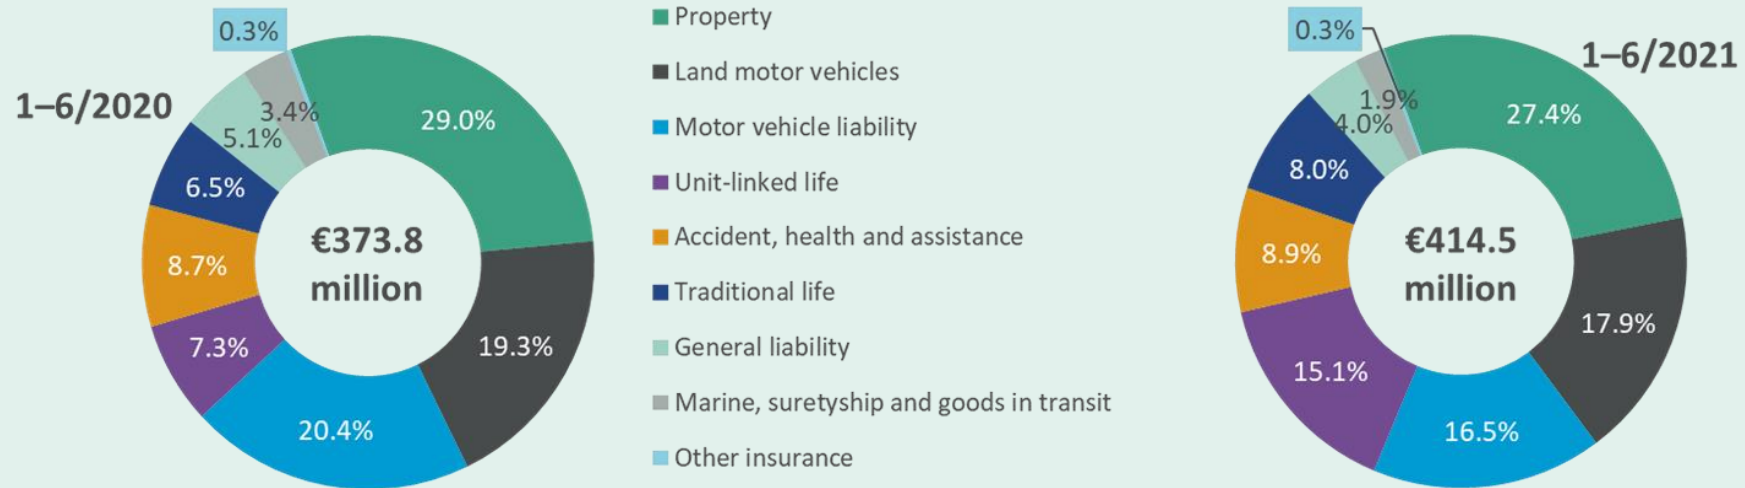 1–6/2020
0.3%
29.0%
19.3%
20.4%
7.3%
8.7%
6.5%
5.1%
3.4%
€373.8
million
Property
Land motor vehicles
Motor vehicle liability
Unit-linked life
Accident, health and assistance
Traditional life
General liability
Marine, suretyship and goods in transit
Other insurance
1–6/2021
0.3%
27.4%
17.9%
16.5%
15.1%
8.9%
8.0%
4.0%
1.9%
€414.5
million